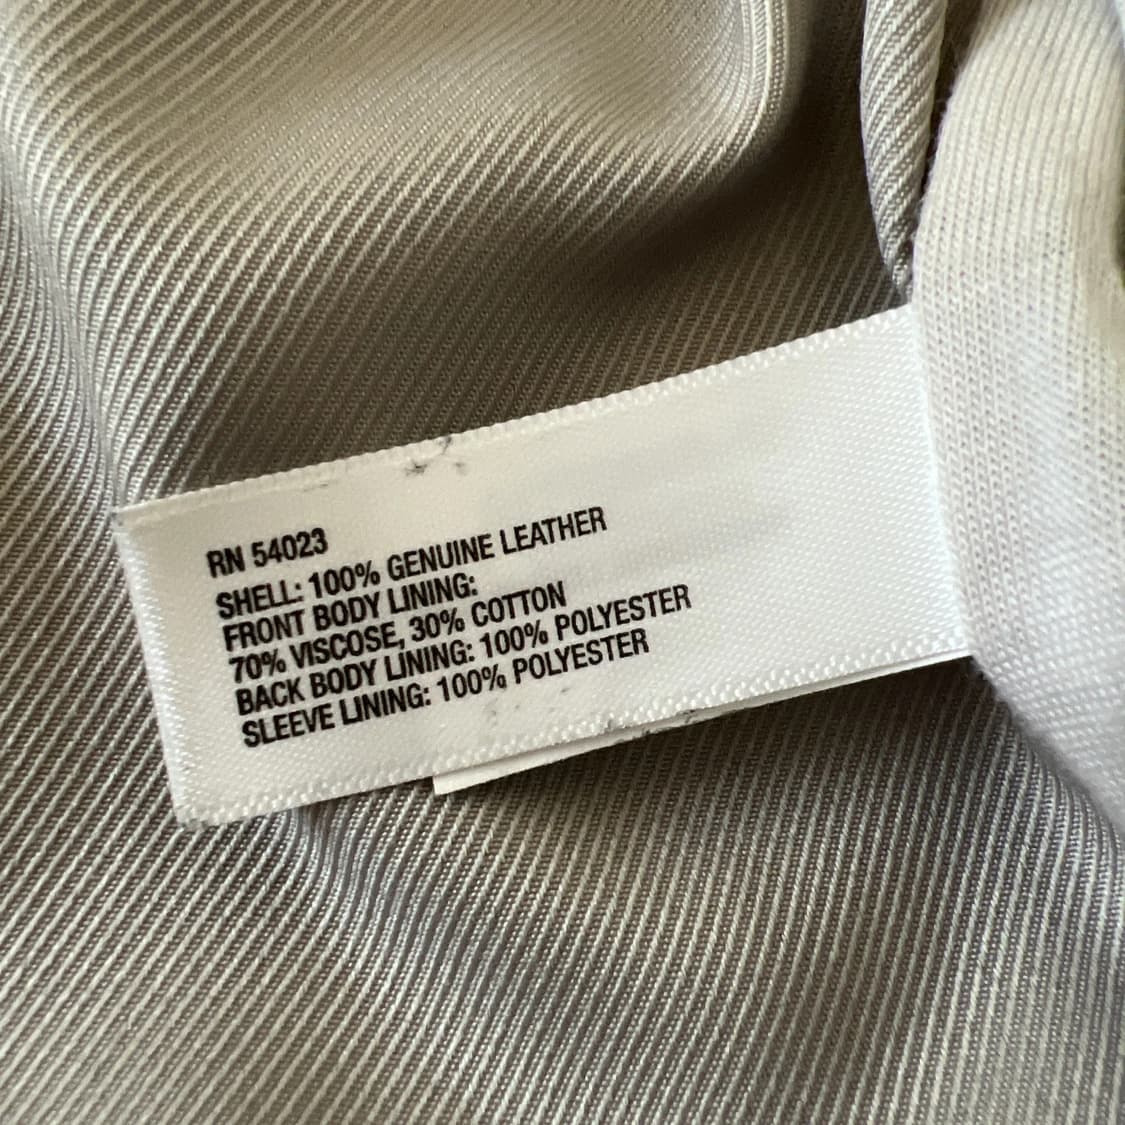 RN 54023
SHELL: 100% GENUINE LEATHER
FRONT BODY LINING:
70% VISCOSE, 30% COTTON
BACK BODY LINING: 100% POLYESTER
SLEEVE LINING: 100% POLYESTER